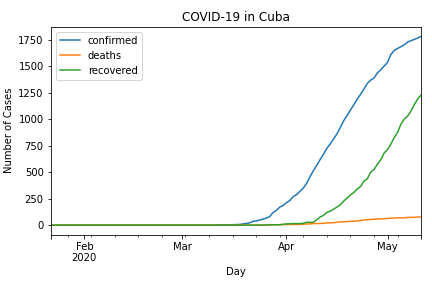 COVID-19 in Cuba
confirmed
deaths
recovered
1750
1500
1250
1000
750
500
250
0
Number of Cases
Feb
2020
Mar
Apr
May
Day